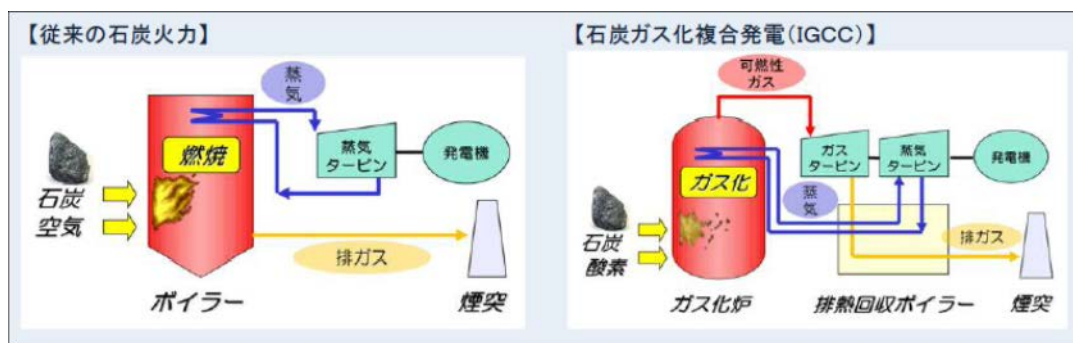 【従来の石炭火力】
蒸
気
燃焼
蒸気
タービン
発電機
石炭
空気
排ガス
ボイラー
煙突
【石炭ガス化複合発電(IGCC)】
可燃性
ガス
ガス化
ガス
タービン
蒸気
タービン
発電機
蒸
気
石炭
酸素
排ガス
ガス化炉
排熱回収ボイラー
煙突